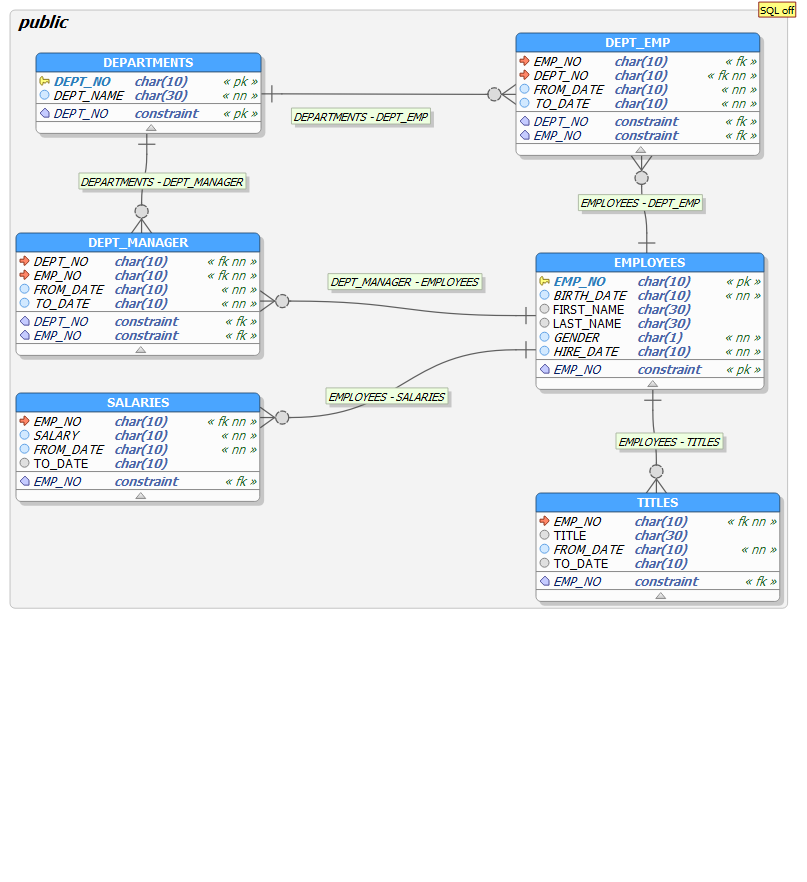 SQL off
public
DEPARTMENTS
DEPT_NO char(10) « pk »
DEPT_NAME char(30) « nn »
DEPT_NO constraint « pk »
DEPT_EMP
EMP_NO char(10) « fk »
DEPT_NO char(10) « fk nn »
FROM_DATE char(10) « nn »
TO_DATE char(10) « nn »
DEPT_NO constraint « fk »
EMP_NO constraint « fk »
DEPARTMENTS - DEPT_EMP
DEPARTMENTS - DEPT_MANAGER
EMPLOYEES - DEPT_EMP
DEPT_MANAGER
DEPT_NO char(10) « fk nn »
EMP_NO char(10) « fk nn »
FROM_DATE char(10) « nn »
TO_DATE char(10) « nn »
DEPT_NO constraint « fk »
EMP_NO constraint « fk »
DEPT_MANAGER - EMPLOYEES
EMPLOYEES
EMP_NO char(10) « pk »
BIRTH_DATE char(10) « nn »
FIRST_NAME char(30)
LAST_NAME char(30)
GENDER char(1) « nn »
HIRE_DATE char(10) « nn »
EMP_NO constraint « pk »
EMPLOYEES - SALARIES
SALARIES
EMP_NO char(10) « fk nn »
SALARY char(10) « nn »
FROM_DATE char(10) « nn »
TO_DATE char(10)
EMP_NO constraint « fk »
EMPLOYEES - TITLES
TITLES
EMP_NO char(10) « fk nn »
TITLE char(30)
FROM_DATE char(10) « nn »
TO_DATE char(10)
EMP_NO constraint « fk »